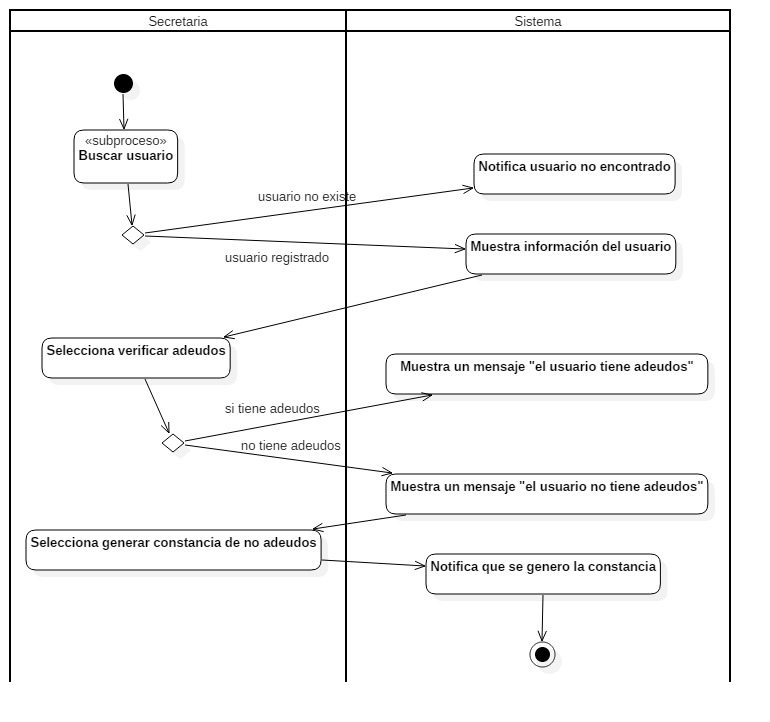 Secretaria
Sistema
«subproceso»
Buscar usuario
Notifica usuario no encontrado
usuario no existe
Muestra información del usuario
usuario registrado
Selecciona verificar adeudos
Muestra un mensaje "el usuario tiene adeudos"
si tiene adeudos
no tiene adeudos
Muestra un mensaje "el usuario no tiene adeudos"
Selecciona generar constancia de no adeudos
Notifica que se genero la constancia